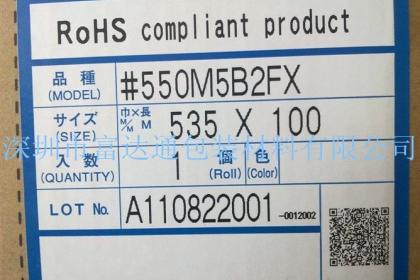 RoHS compliant product
品種 (MODEL) #550M5B2FX
サイズ (SIZE) 巾×長 M/M M 535 X 100
入数 (QUANTITY) 1 個 (Roll) 色 (Color)
LOT No. A110822001 -0012002
深圳市富达通包装材料有限公司